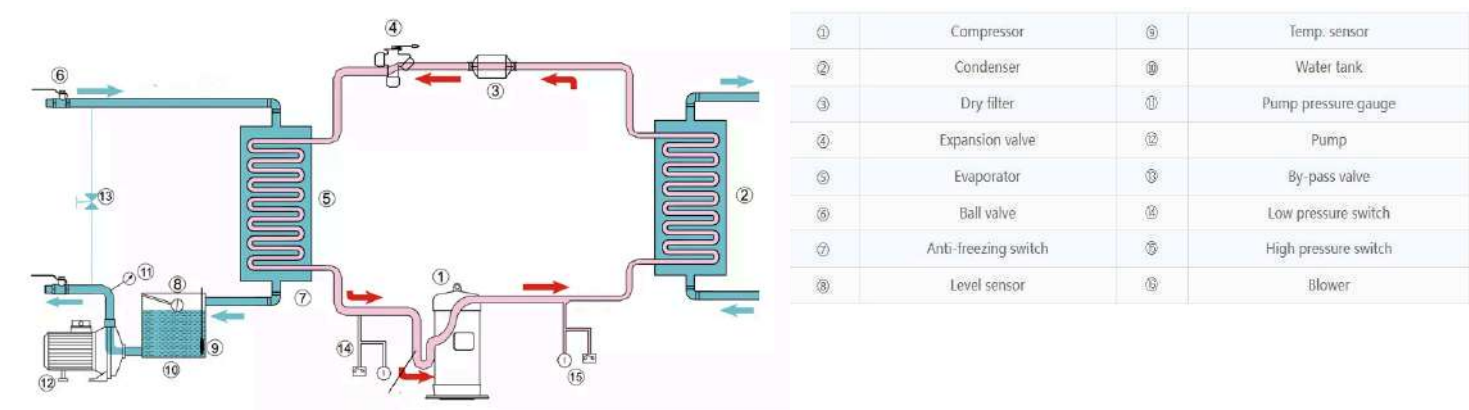 ④
⑥
③
⑬
⑤
②
⑪
⑧
①
⑦
⑭
⑨
⑮
⑩
⑫
① Compressor ⑨ Temp. sensor
② Condenser ⑩ Water tank
③ Dry filter ⑪ Pump pressure gauge
④ Expansion valve ⑫ Pump
⑤ Evaporator ⑬ By-pass valve
⑥ Ball valve ⑭ Low pressure switch
⑦ Anti-freezing switch ⑮ High pressure switch
⑧ Level sensor Blower